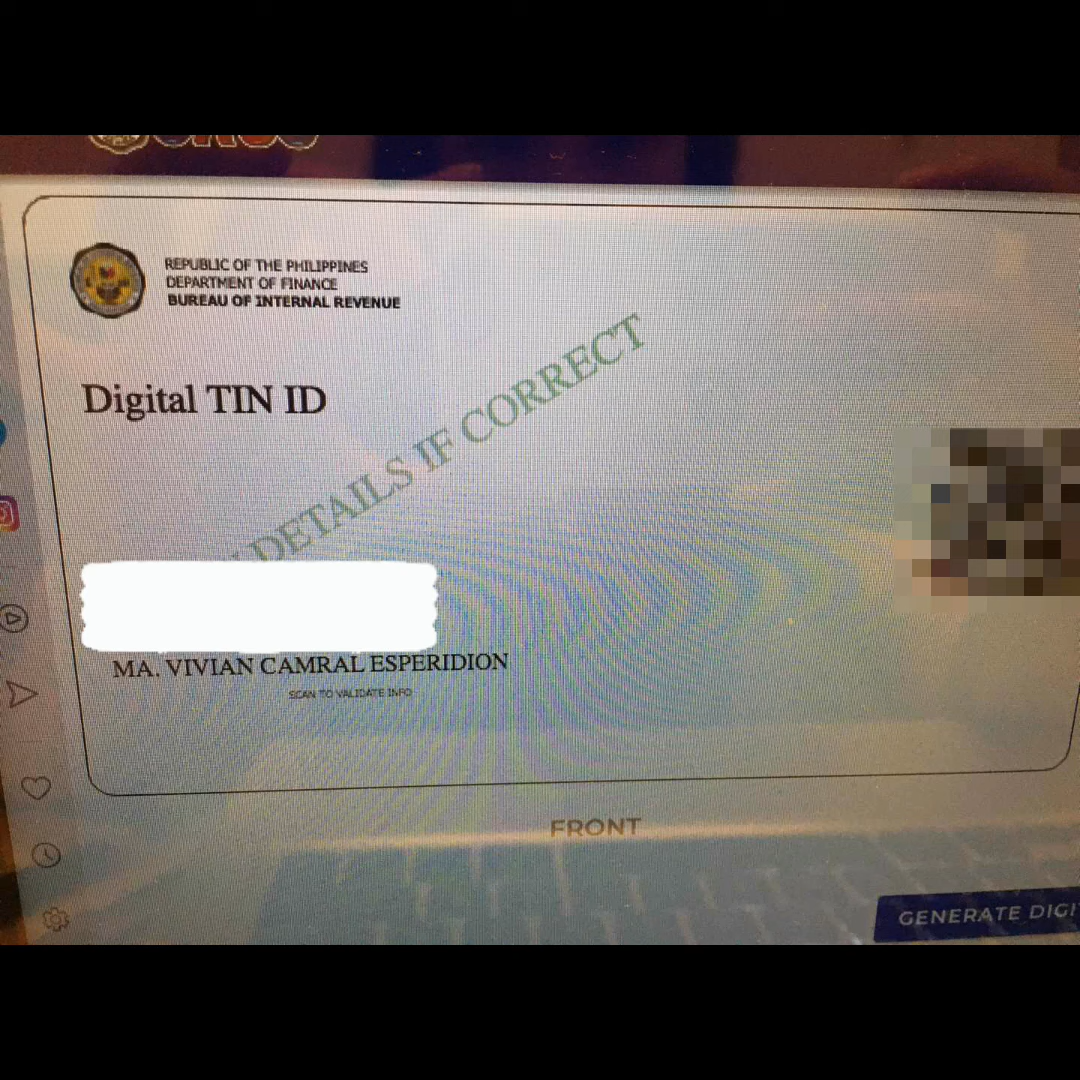 REPUBLIC OF THE PHILIPPINES
DEPARTMENT OF FINANCE
BUREAU OF INTERNAL REVENUE
Digital TIN ID
DETAILS IF CORRECT
MA. VIVIAN CAMRAL ESPERIDION
SCAN TO VALIDATE INFO
FRONT
GENERATE DIGI